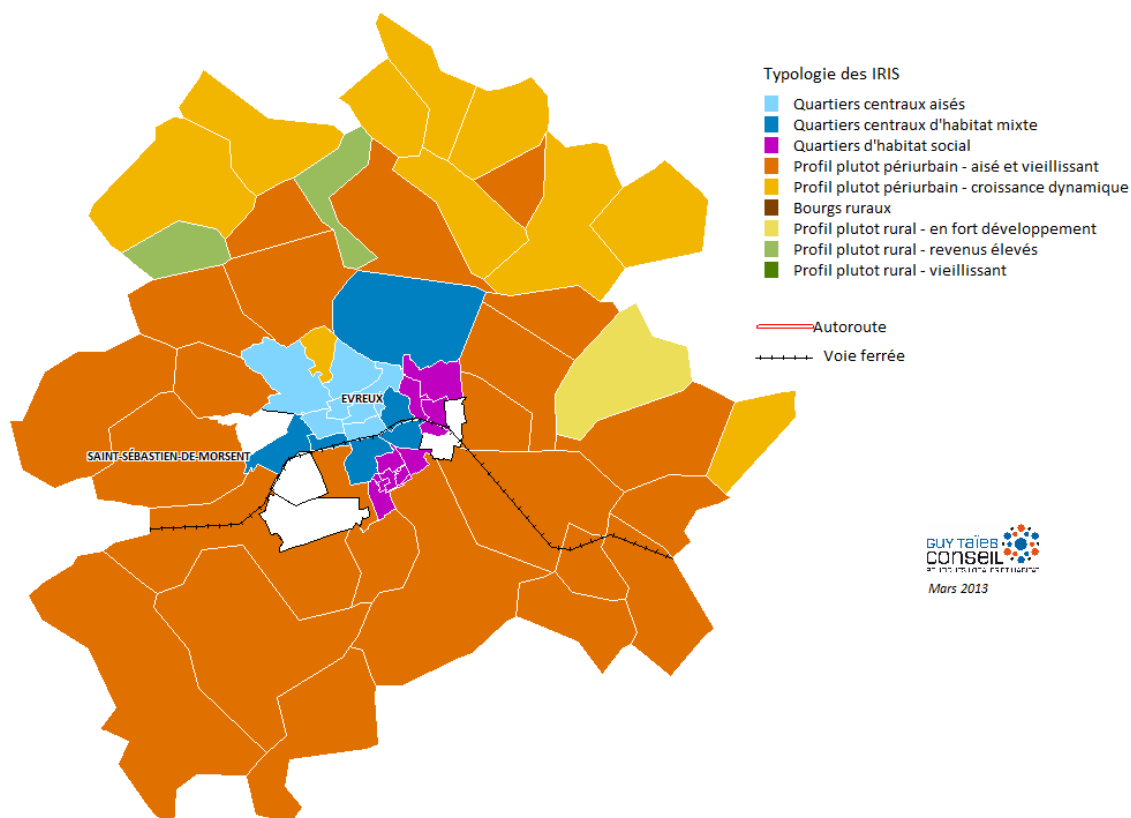 Typologie des IRIS
Quartiers centraux aisés
Quartiers centraux d'habitat mixte
Quartiers d'habitat social
Profil plutot périurbain - aisé et vieillissant
Profil plutot périurbain - croissance dynamique
Bourgs ruraux
Profil plutot rural - en fort développement
Profil plutot rural - revenus élevés
Profil plutot rural - vieillissant
Autoroute
Voie ferrée
EVREUX
SAINT-SÉBASTIEN-DE-MORSENT
GUY TAÏEB
CONSEIL
Mars 2013